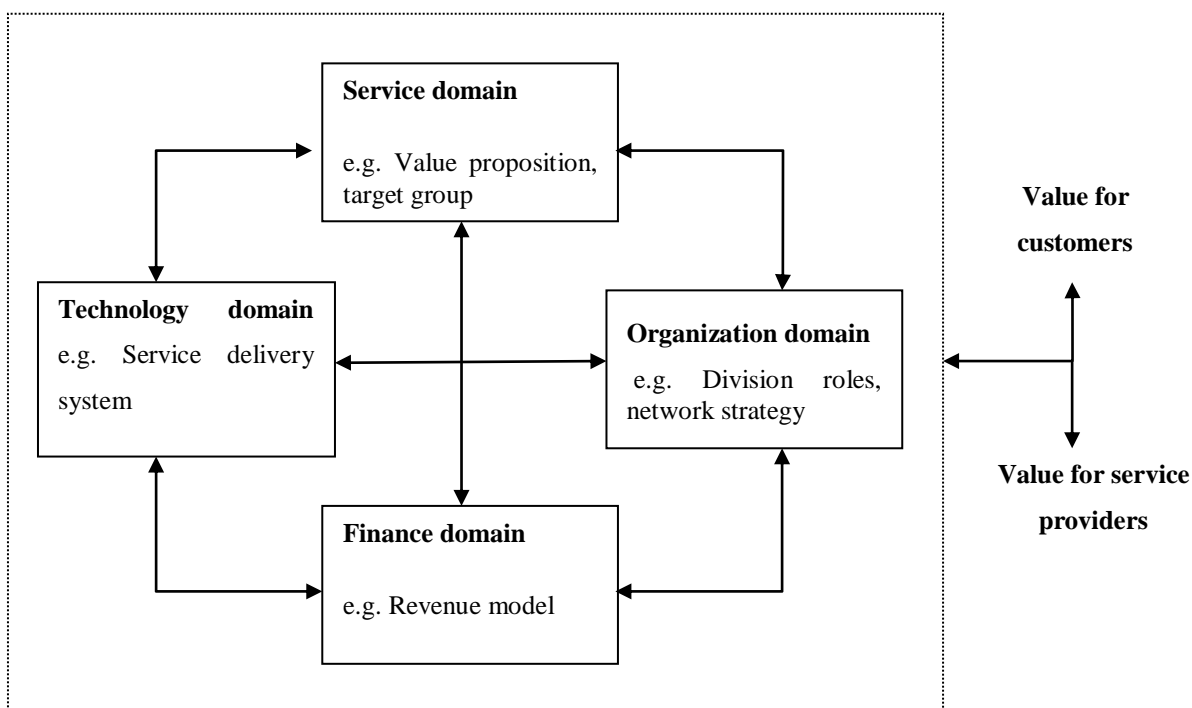 Service domain
e.g. Value proposition,
target group
Value for
customers
Technology domain
e.g. Service delivery
system
Organization domain
e.g. Division roles,
network strategy
Value for service
providers
Finance domain
e.g. Revenue model